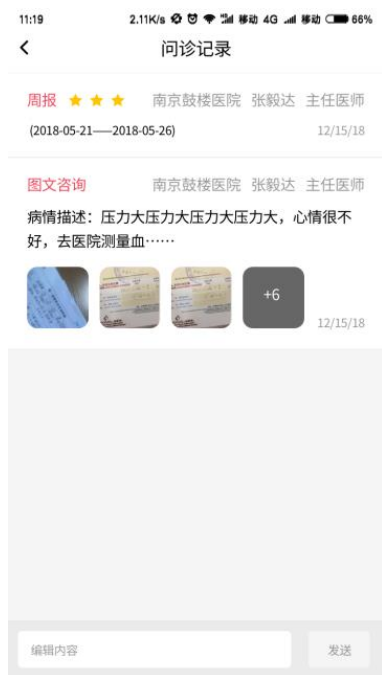 11:19 2.11K/s 移动 4G 移动 66%
问诊记录
周报 南京鼓楼医院 张毅达 主任医师
(2018-05-21——2018-05-26) 12/15/18
图文咨询 南京鼓楼医院 张毅达 主任医师
病情描述：压力大压力大压力大压力大，心情很不
好，去医院测量血……
+6
12/15/18
编辑内容 发送